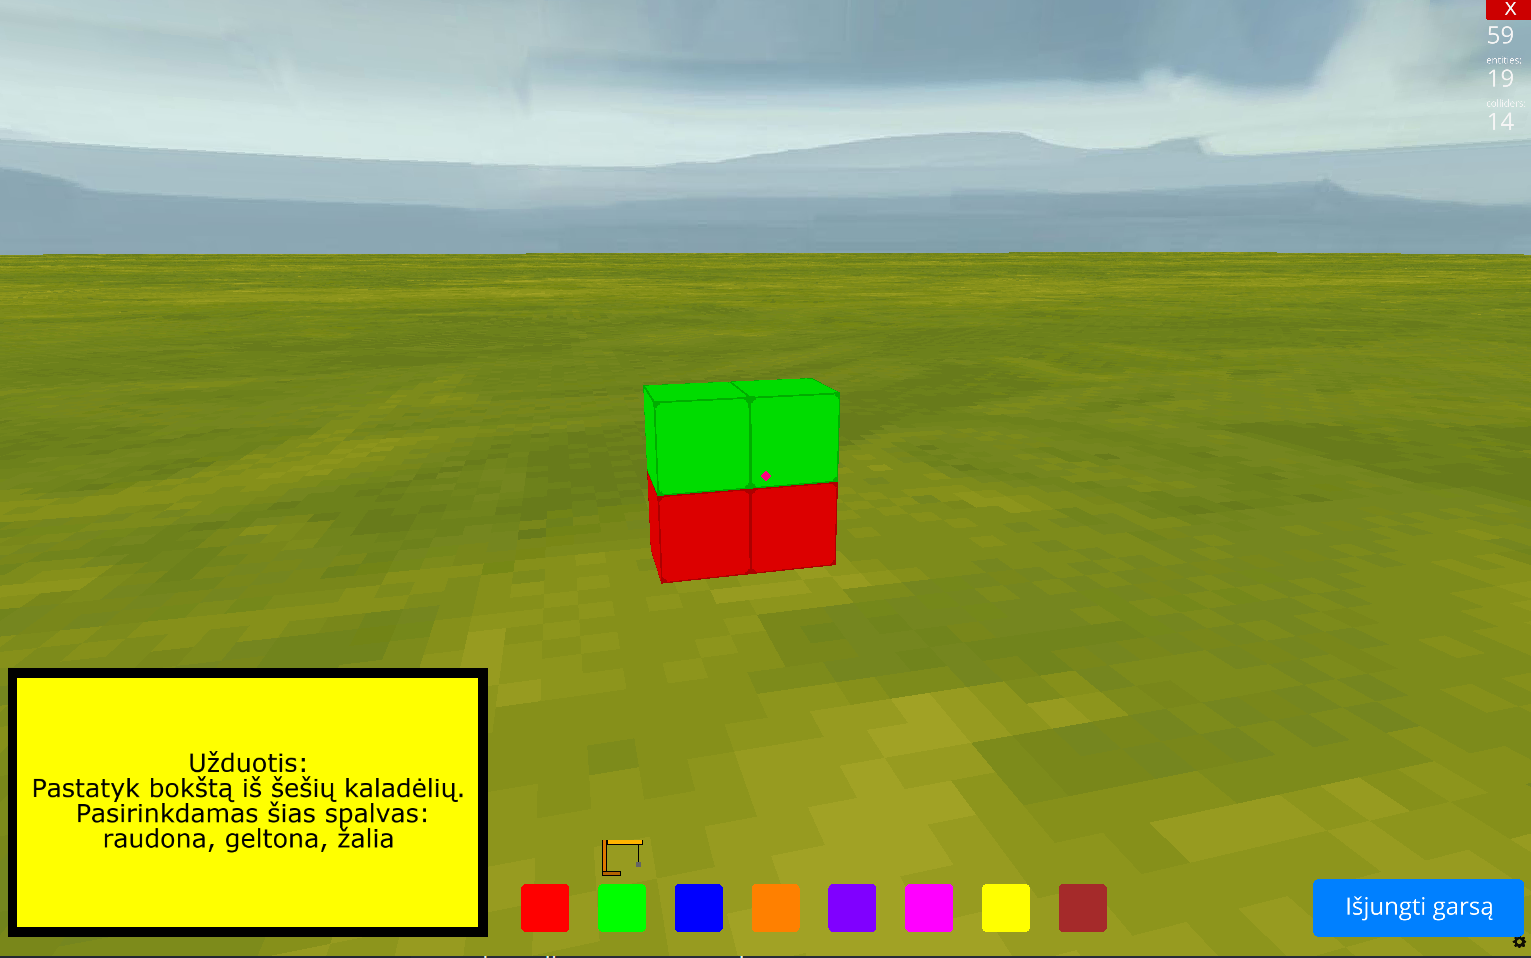 X
59
entities:
19
colliders:
14
Užduotis:
Pastatyk bokštą iš šešių kaladėlių.
Pasirinkdamas šias spalvas:
raudona, geltona, žalia
Išjungti garsą